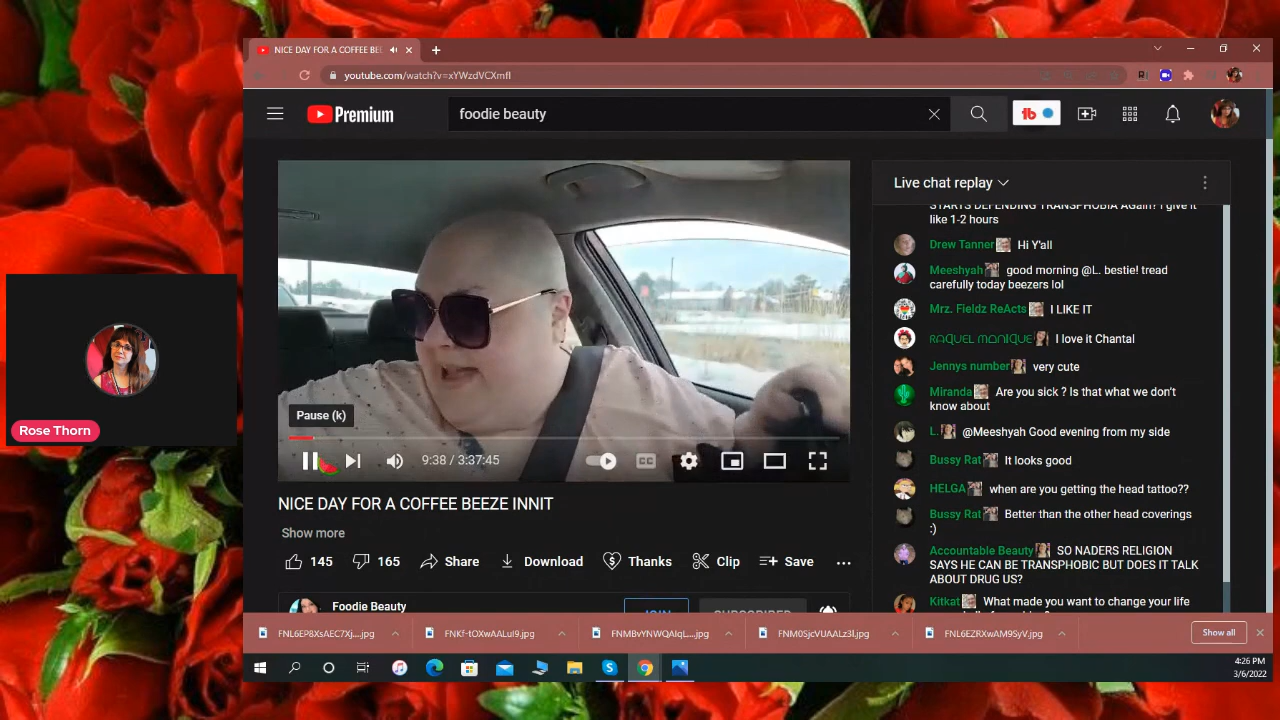 NICE DAY FOR A COFFEE BEE
youtube.com/watch?v=xYWzdVCXmfI
Premium
foodie beauty
Live chat replay
STARTS DEFENDING TRANSPHOBIA AGain? I give it
like 1-2 hours
Drew Tanner Hi Y'all
Meeshyah good morning @L. bestie! tread
carefully today beezers lol
Mrz. Fieldz ReActs I LIKE IT
RAQUEL MANIQUE I love it Chantal
Jennys number very cute
Miranda Are you sick ? Is that what we don't
know about
L. @Meeshyah Good evening from my side
Bussy Rat It looks good
HELGA when are you getting the head tattoo??
Bussy Rat Better than the other head coverings
:)
Accountable Beauty SO NADERS RELIGION
SAYS HE CAN BE TRANSPHOBIC BUT DOES IT TALK
ABOUT DRUG US?
Kitkat What made you want to change your life
Rose Thorn
Pause (k)
9:38 / 3:37:45
CC
NICE DAY FOR A COFFEE BEEZE INNIT
Show more
145 165 Share Download Thanks Clip Save
Foodie Beauty
JOIN SUBSCRIBED
FNL6EP8XsAEC7Xj....jpg FNKf-tOXwAALuI9.jpg FNMBvYNWQAIqL....jpg FNM0SjcVUAALz3I.jpg FNL6EZRXwAM9SyV.jpg Show all
4:26 PM
3/6/2022